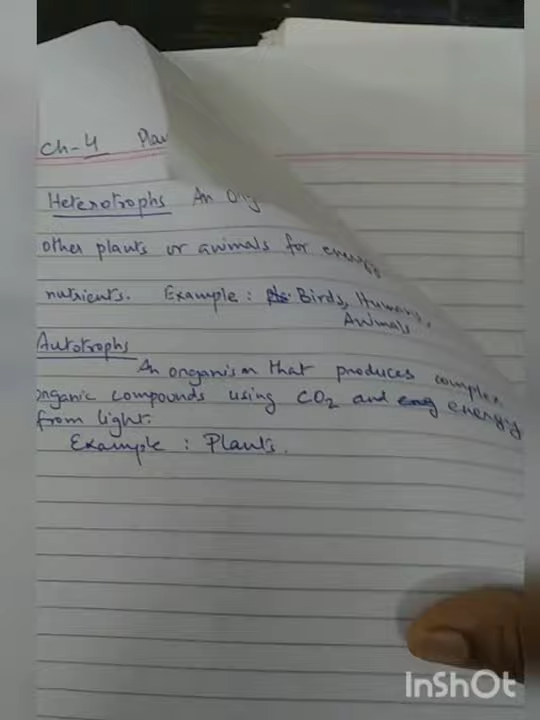 Ch-4
Heterotrophs An
other plants or animals for energy
nutrients. Example : Birds, Humans,
Animals
Autotrophs
An organism that produces complex
organic compounds using CO2 and energy
from light.
Example : Plants.
InShOt